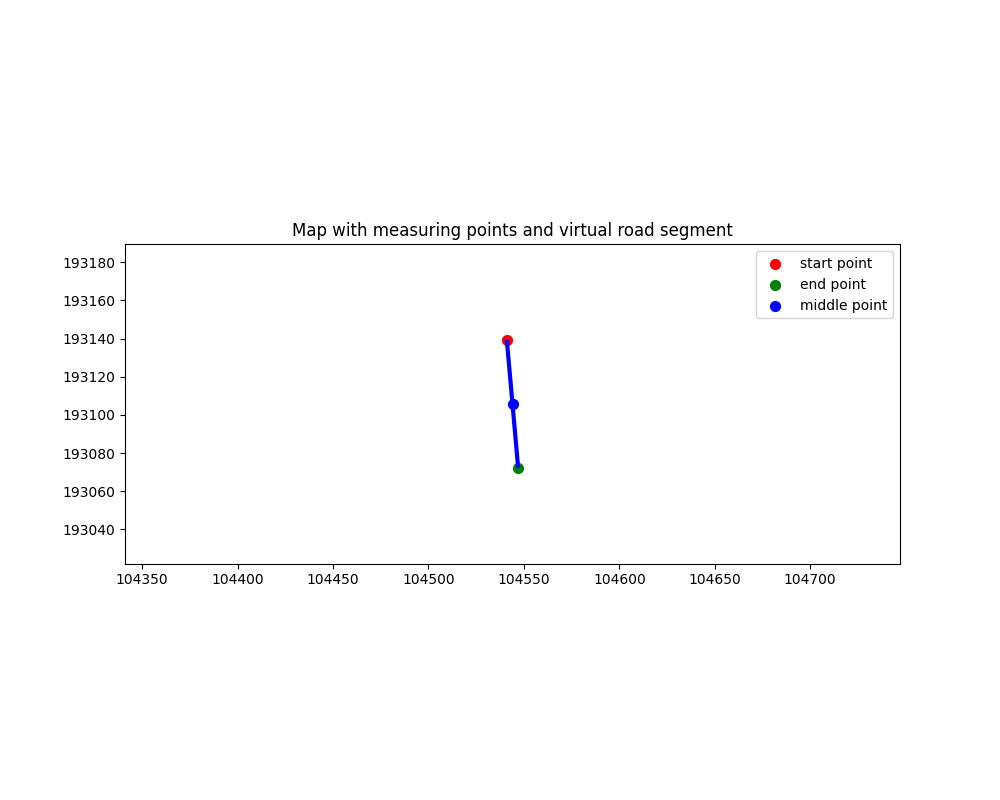 Map with measuring points and virtual road segment
start point
end point
middle point
193180
193160
193140
193120
193100
193080
193060
193040
104350 104400 104450 104500 104550 104600 104650 104700